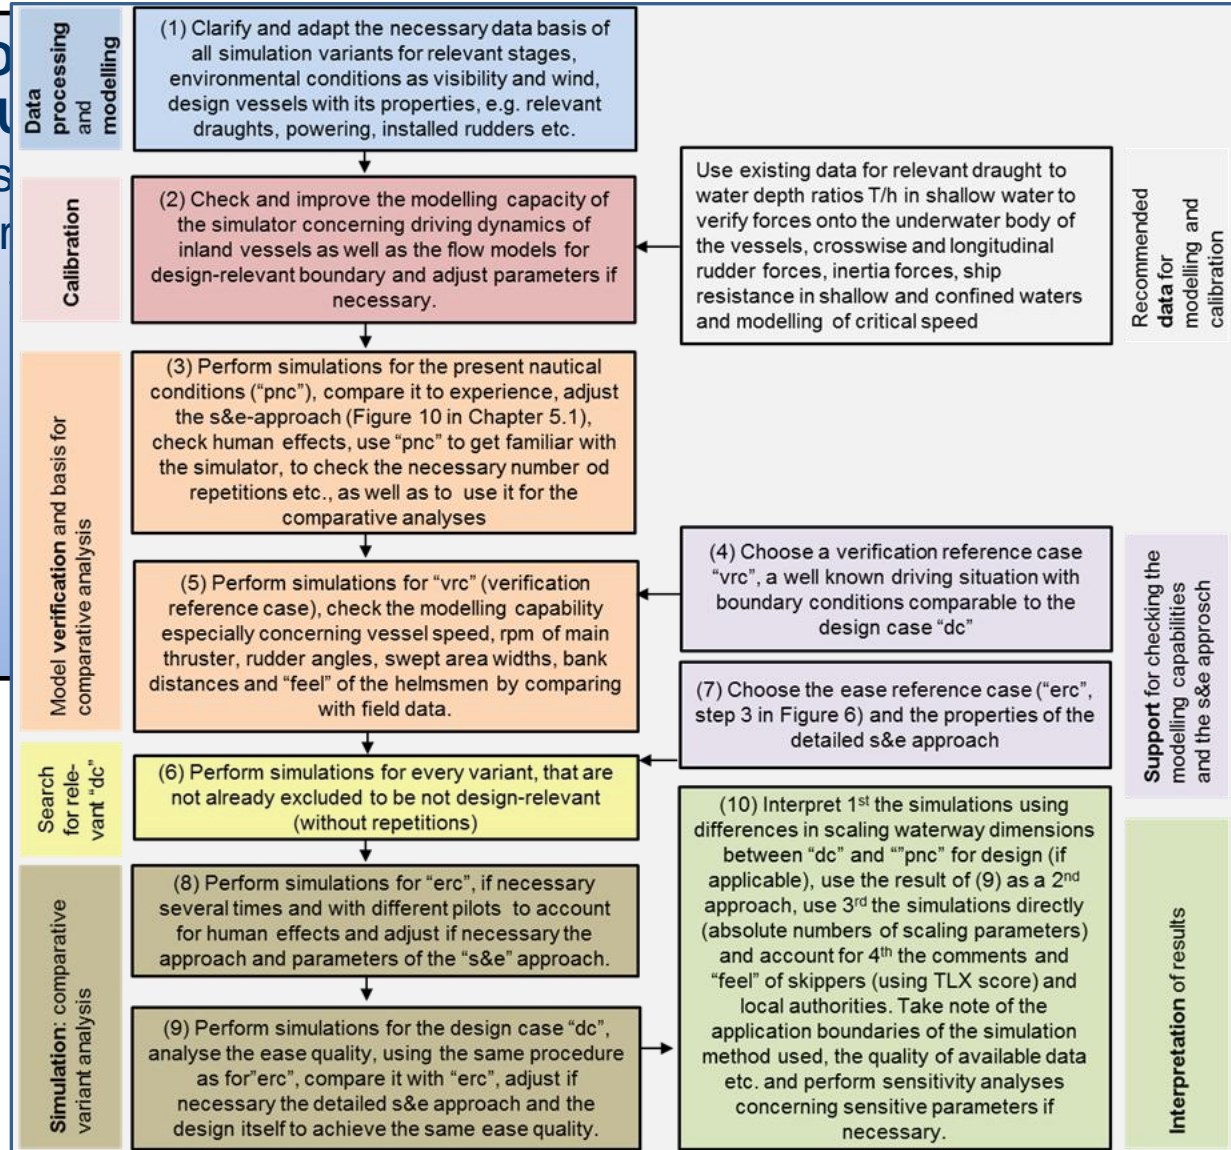 Data
processing
and
modelling
(1) Clarify and adapt the necessary data basis of
all simulation variants for relevant stages,
environmental conditions as visibility and wind,
design vessels with its properties, e.g. relevant
draughts, powering, installed rudders etc.
Calibration
(2) Check and improve the modelling capacity of
the simulator concerning driving dynamics of
inland vessels as well as the flow models for
design-relevant boundary and adjust parameters if
necessary.
Use existing data for relevant draught to
water depth ratios T/h in shallow water to
verify forces onto the underwater body of
the vessels, crosswise and longitudinal
rudder forces, inertia forces, ship
resistance in shallow and confined waters
and modelling of critical speed
Recommended
data for
modelling and
calibration
Model verification and basis for
comparative analysis
(3) Perform simulations for the present nautical
conditions (“pnc”), compare it to experience, adjust
the s&e-approach (Figure 10 in Chapter 5.1),
check human effects, use “pnc” to get familiar with
the simulator, to check the necessary number od
repetitions etc., as well as to use it for the
comparative analyses
(5) Perform simulations for “vrc” (verification
reference case), check the modelling capability
especially concerning vessel speed, rpm of main
thruster, rudder angles, swept area widths, bank
distances and “feel” of the helmsmen by comparing
with field data.
(4) Choose a verification reference case
“vrc”, a well known driving situation with
boundary conditions comparable to the
design case “dc”
(7) Choose the ease reference case (“erc”,
step 3 in Figure 6) and the properties of the
detailed s&e approach
Support for checking the
modelling capabilities
and the s&e approsch
Search
for rele-
vant “dc”
(6) Perform simulations for every variant, that are
not already excluded to be not design-relevant
(without repetitions)
Simulation: comparative
variant analysis
(8) Perform simulations for “erc”, if necessary
several times and with different pilots to account
for human effects and adjust if necessary the
approach and parameters of the “s&e” approach.
(9) Perform simulations for the design case “dc”,
analyse the ease quality, using the same procedure
as for”erc”, compare it with “erc”, adjust if
necessary the detailed s&e approach and the
design itself to achieve the same ease quality.
(10) Interpret 1st the simulations using
differences in scaling waterway dimensions
between “dc” and “”pnc” for design (if
applicable), use the result of (9) as a 2nd
approach, use 3rd the simulations directly
(absolute numbers of scaling parameters)
and account for 4th the comments and
“feel” of skippers (using TLX score) and
local authorities. Take note of the
application boundaries of the simulation
method used, the quality of available data
etc. and perform sensitivity analyses
concerning sensitive parameters if
necessary.
Interpretation of results